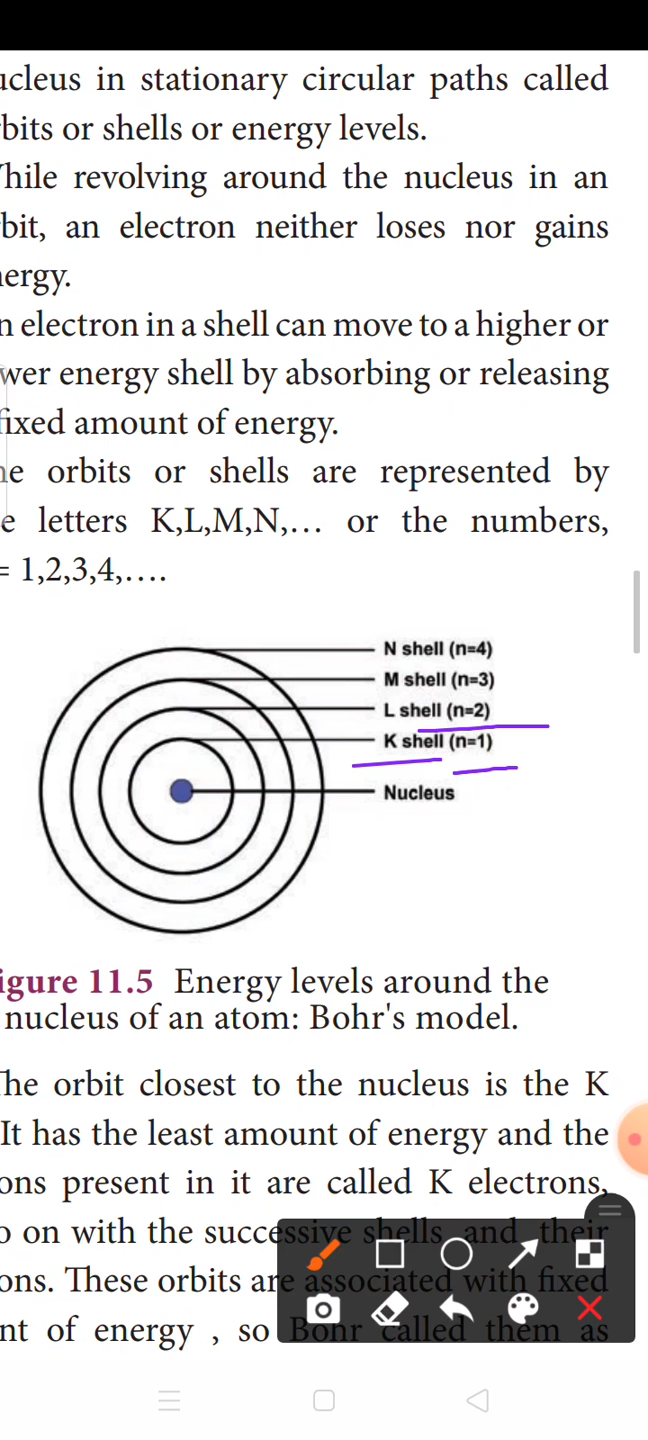 ucleus in stationary circular paths called
bits or shells or energy levels.
hile revolving around the nucleus in an
bit, an electron neither loses nor gains
ergy.
n electron in a shell can move to a higher or
wer energy shell by absorbing or releasing
fixed amount of energy.
e orbits or shells are represented by
e letters K,L,M,N,… or the numbers,
= 1,2,3,4,….
N shell (n=4)
M shell (n=3)
L shell (n=2)
K shell (n=1)
Nucleus
igure 11.5 Energy levels around the
nucleus of an atom: Bohr's model.
The orbit closest to the nucleus is the K
It has the least amount of energy and the
ons present in it are called K electrons,
o on with the successive shells and their
ons. These orbits are associated with fixed
nt of energy , so Bohr called them as